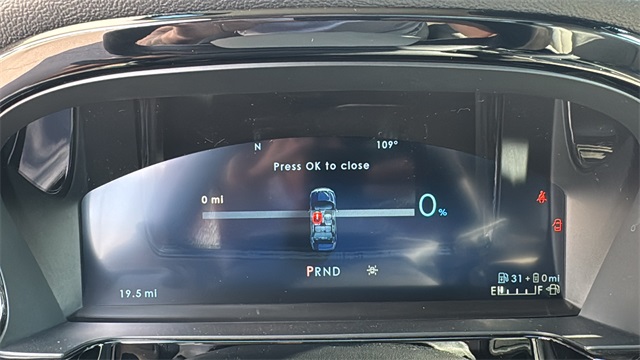 N 109°
Press OK to close
0 mi 0%
PRND
19.5 mi 31 + 0 mi
E F